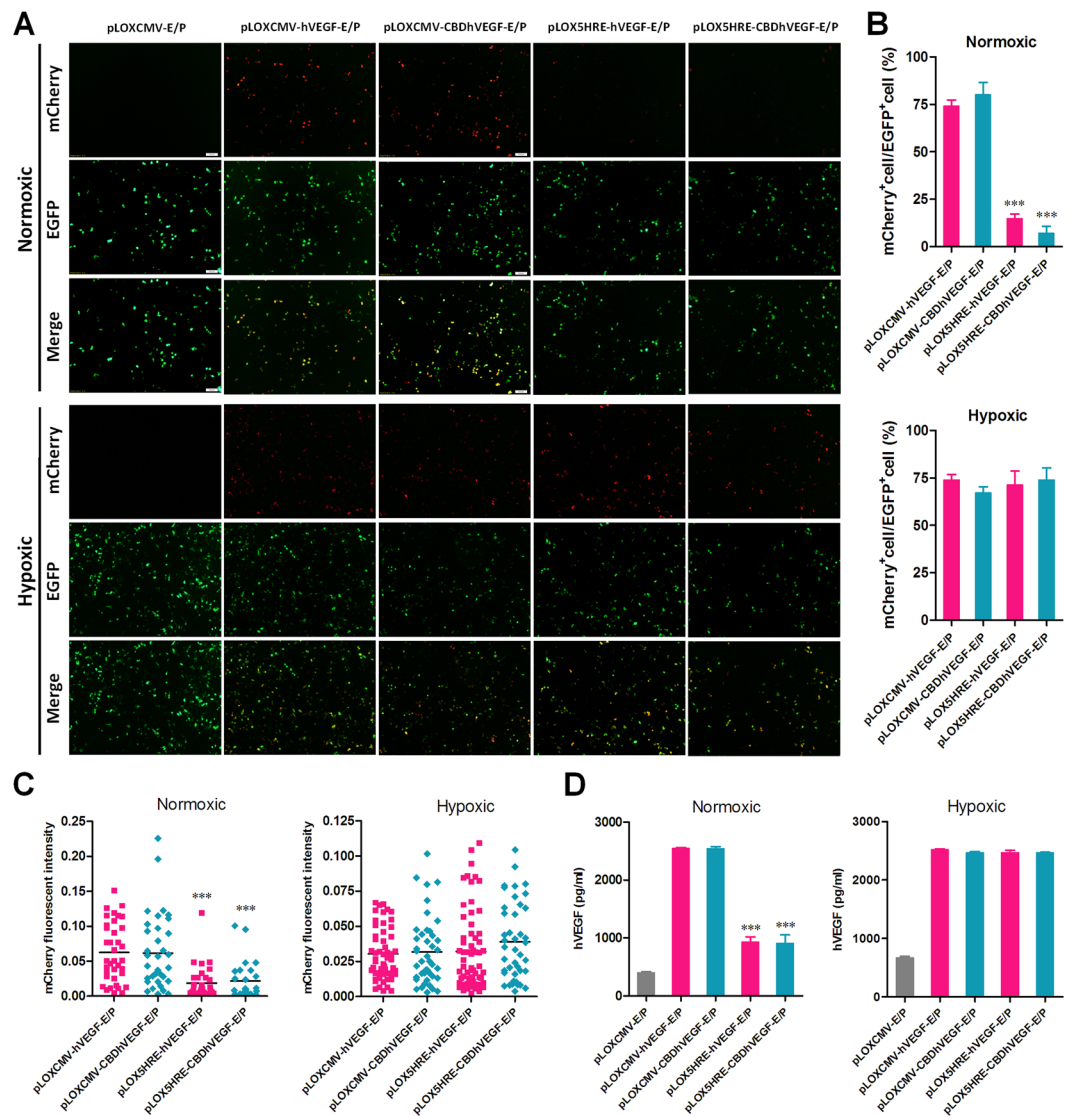 A
pLOXCMV-E/P
pLOXCMV-hVEGF-E/P
pLOXCMV-CBDhVEGF-E/P
pLOX5HRE-hVEGF-E/P
pLOX5HRE-CBDhVEGF-E/P
Normoxic
mCherry
EGFP
Merge
Hypoxic
mCherry
EGFP
Merge
B
Normoxic
mCherry⁺cell/EGFP⁺cell (%)
100
75
50
25
0
***
***
pLOXCMV-hVEGF-E/P
pLOXCMV-CBDhVEGF-E/P
pLOX5HRE-hVEGF-E/P
pLOX5HRE-CBDhVEGF-E/P
Hypoxic
mCherry⁺cell/EGFP⁺cell (%)
100
75
50
25
0
pLOXCMV-hVEGF-E/P
pLOXCMV-CBDhVEGF-E/P
pLOX5HRE-hVEGF-E/P
pLOX5HRE-CBDhVEGF-E/P
C
Normoxic
mCherry fluorescent intensity
0.25
0.20
0.15
0.10
0.05
0.00
***
***
pLOXCMV-hVEGF-E/P
pLOXCMV-CBDhVEGF-E/P
pLOX5HRE-hVEGF-E/P
pLOX5HRE-CBDhVEGF-E/P
Hypoxic
mCherry fluorescent intensity
0.125
0.100
0.075
0.050
0.025
0.000
pLOXCMV-hVEGF-E/P
pLOXCMV-CBDhVEGF-E/P
pLOX5HRE-hVEGF-E/P
pLOX5HRE-CBDhVEGF-E/P
D
Normoxic
hVEGF (pg/ml)
3000
2000
1000
0
***
***
pLOXCMV-E/P
pLOXCMV-hVEGF-E/P
pLOXCMV-CBDhVEGF-E/P
pLOX5HRE-hVEGF-E/P
pLOX5HRE-CBDhVEGF-E/P
Hypoxic
hVEGF (pg/ml)
3000
2000
1000
0
pLOXCMV-E/P
pLOXCMV-hVEGF-E/P
pLOXCMV-CBDhVEGF-E/P
pLOX5HRE-hVEGF-E/P
pLOX5HRE-CBDhVEGF-E/P